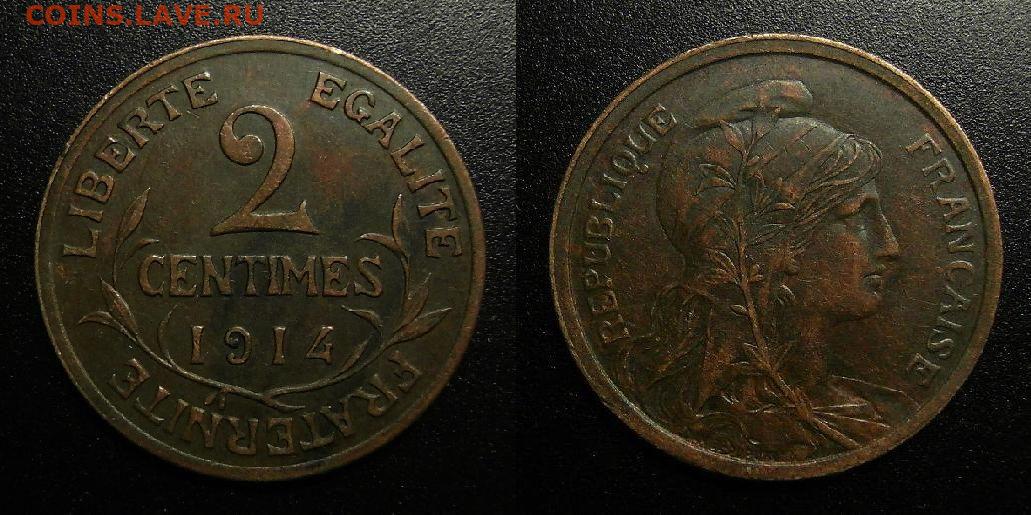 COINS.LAVE.RU
LIBERTE EGALITE
2
CENTIMES
1914
FRATERNITE
REPUBLIQUE FRANCAISE